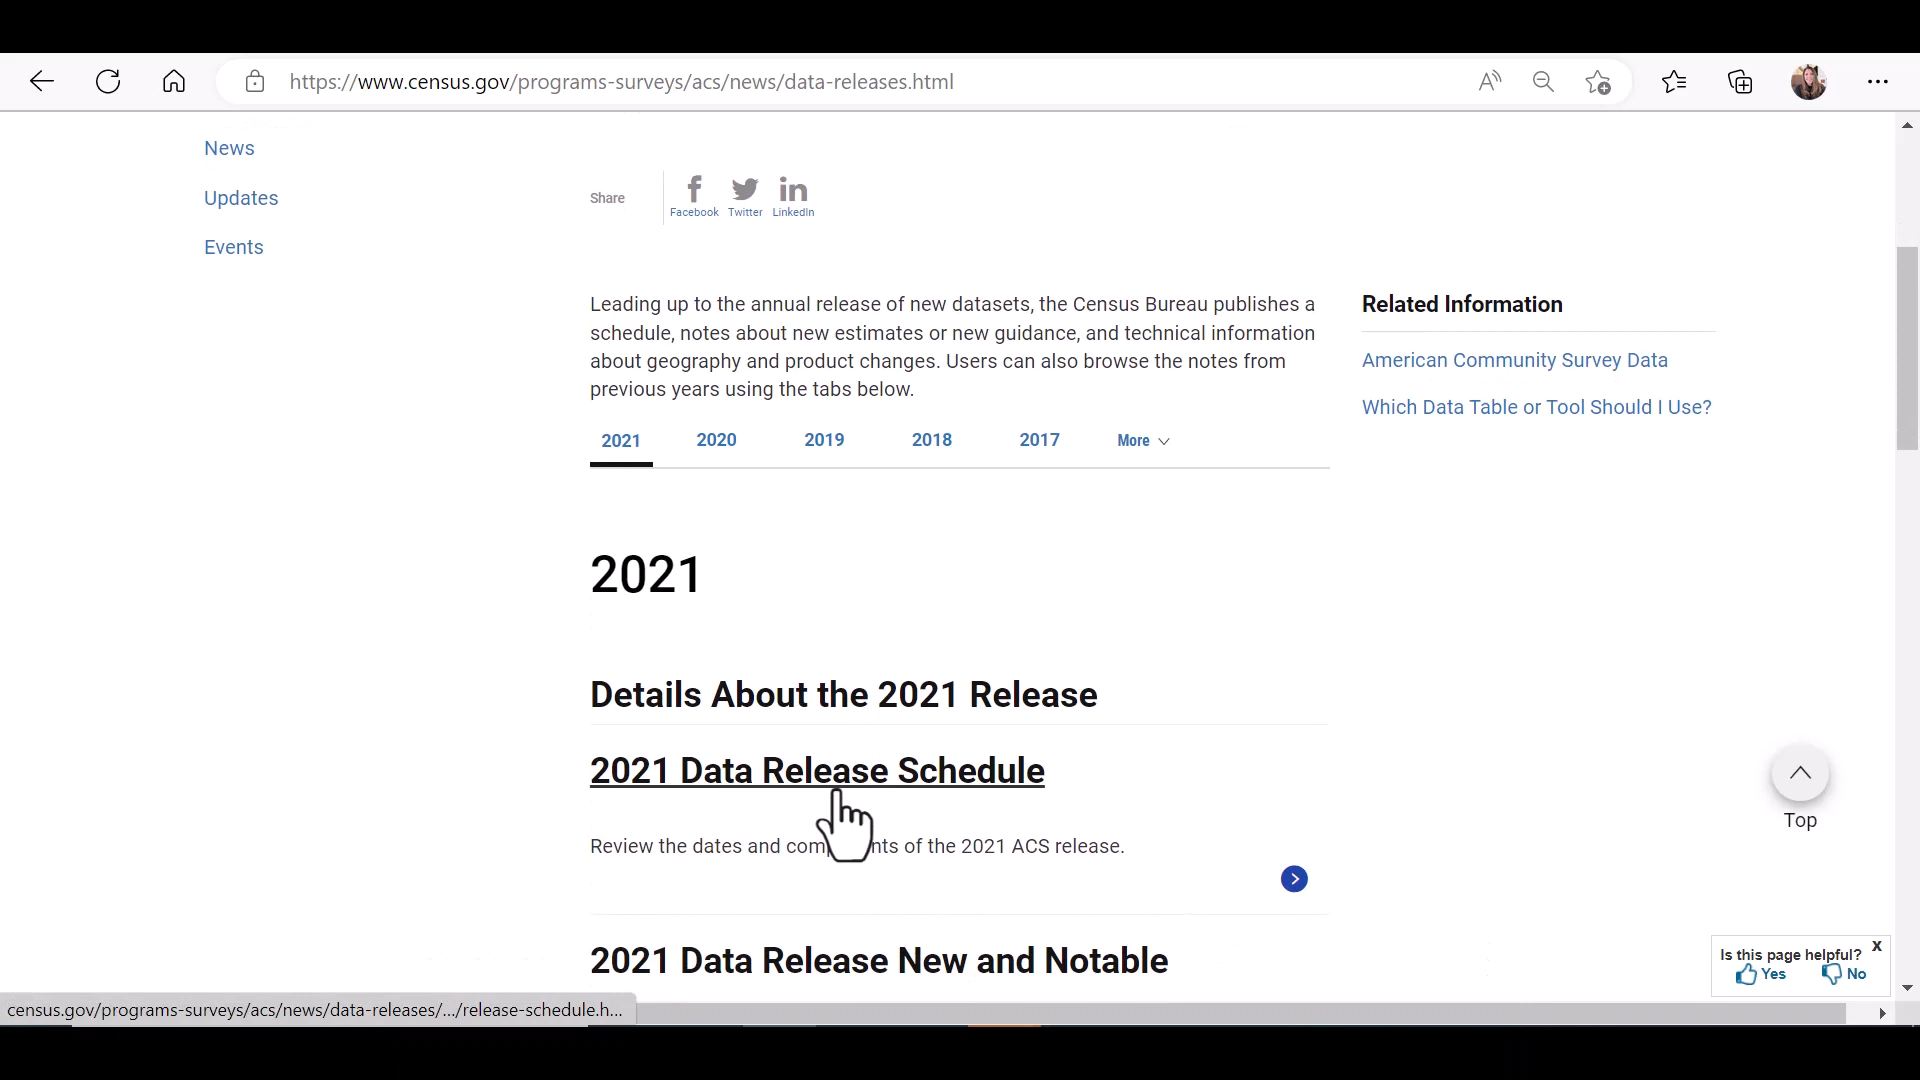 https://www.census.gov/programs-surveys/acs/news/data-releases.html
News
Updates
Events
Share
Facebook Twitter LinkedIn
Leading up to the annual release of new datasets, the Census Bureau publishes a
schedule, notes about new estimates or new guidance, and technical information
about geography and product changes. Users can also browse the notes from
previous years using the tabs below.
Related Information
American Community Survey Data
Which Data Table or Tool Should I Use?
2021 2020 2019 2018 2017 More
2021
Details About the 2021 Release
2021 Data Release Schedule
Review the dates and of the 2021 ACS release.
Top
2021 Data Release New and Notable
Is this page helpful? x
Yes No
census.gov/programs-surveys/acs/news/data-releases/.../release-schedule.h...